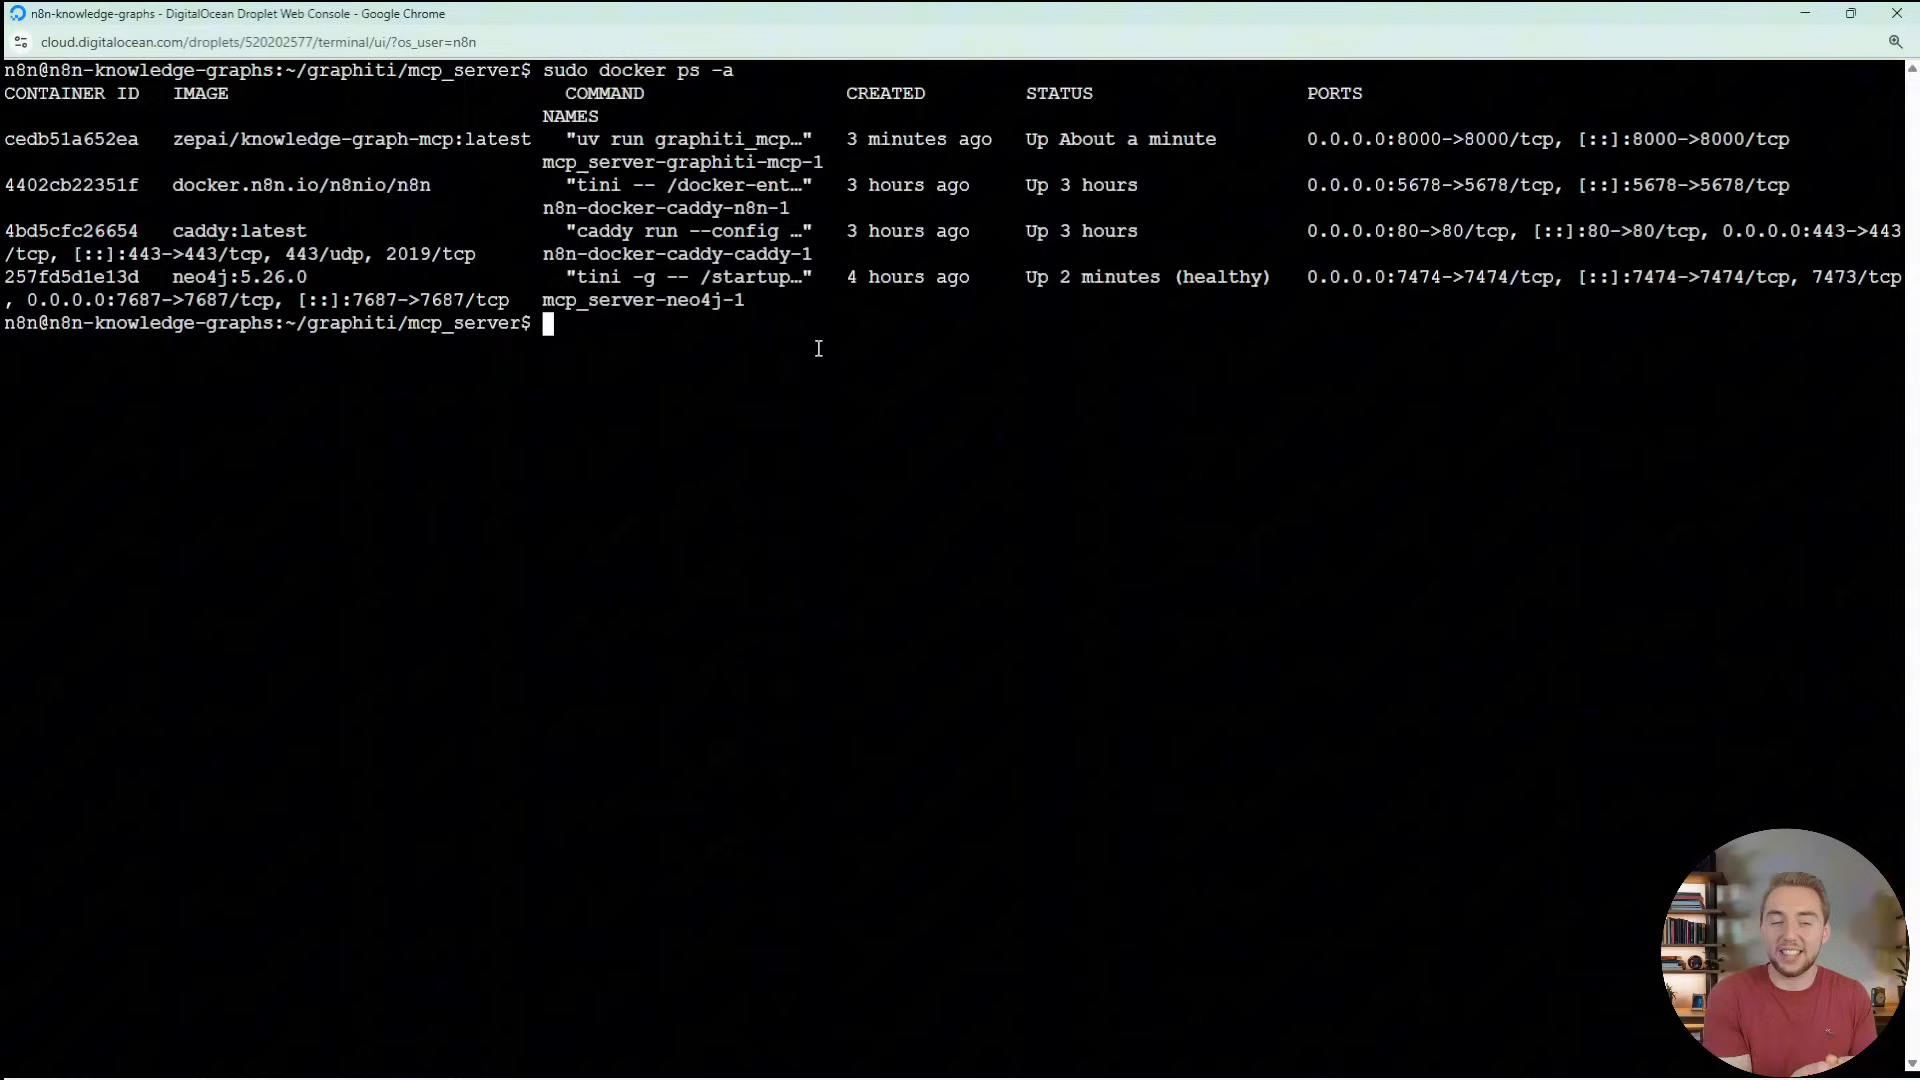 n8n-knowledge-graphs - DigitalOcean Droplet Web Console - Google Chrome
cloud.digitalocean.com/droplets/520202577/terminal/ui/?os_user=n8n
n8n@n8n-knowledge-graphs:~/graphiti/mcp_server$ sudo docker ps -a
CONTAINER ID   IMAGE                              COMMAND                  CREATED         STATUS                   PORTS
NAMES
cedb51a652ea   zepai/knowledge-graph-mcp:latest   "uv run graphiti_mcp…"   3 minutes ago   Up About a minute        0.0.0.0:8000->8000/tcp, [::]:8000->8000/tcp
mcp_server-graphiti-mcp-1
4402cb22351f   docker.n8n.io/n8nio/n8n            "tini -- /docker-ent…"   3 hours ago     Up 3 hours               0.0.0.0:5678->5678/tcp, [::]:5678->5678/tcp
n8n-docker-caddy-n8n-1
4bd5cfc26654   caddy:latest                       "caddy run --config …"   3 hours ago     Up 3 hours               0.0.0.0:80->80/tcp, [::]:80->80/tcp, 0.0.0.0:443->443
/tcp, [::]:443->443/tcp, 443/udp, 2019/tcp      n8n-docker-caddy-caddy-1
257fd5d1e13d   neo4j:5.26.0                       "tini -g -- /startup…"   4 hours ago     Up 2 minutes (healthy)   0.0.0.0:7474->7474/tcp, [::]:7474->7474/tcp, 7473/tcp
, 0.0.0.0:7687->7687/tcp, [::]:7687->7687/tcp   mcp_server-neo4j-1
n8n@n8n-knowledge-graphs:~/graphiti/mcp_server$